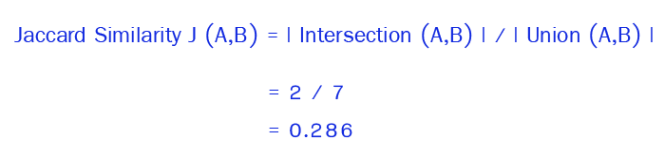 Jaccard Similarity J (A,B) = | Intersection (A,B) | / | Union (A,B) |
= 2 / 7
= 0.286